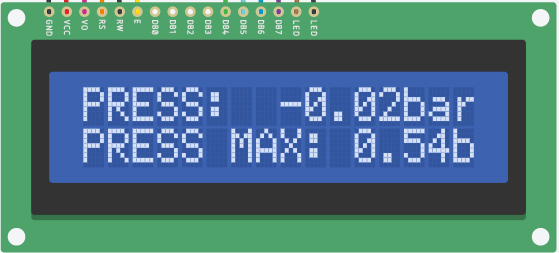 GND VCC VO RS RW E DB0 DB1 DB2 DB3 DB4 DB5 DB6 DB7 LED LED
PRESS:  -0.02bar
PRESS MAX: 0.54b